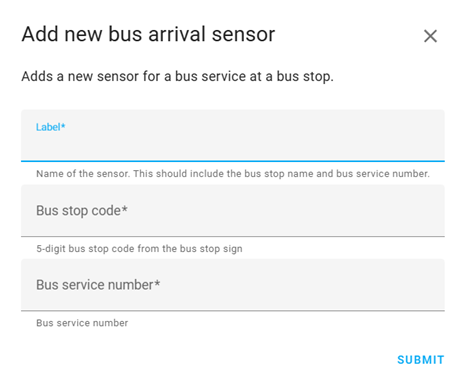 Add new bus arrival sensor
Adds a new sensor for a bus service at a bus stop.
Label*
Name of the sensor. This should include the bus stop name and bus service number.
Bus stop code*
5-digit bus stop code from the bus stop sign
Bus service number*
Bus service number
SUBMIT